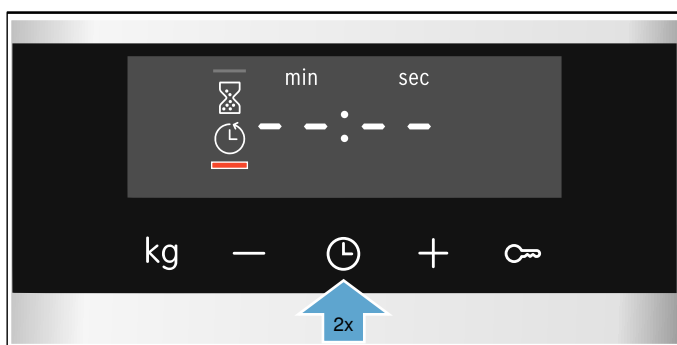 min sec
– – : – –
kg − +
2x